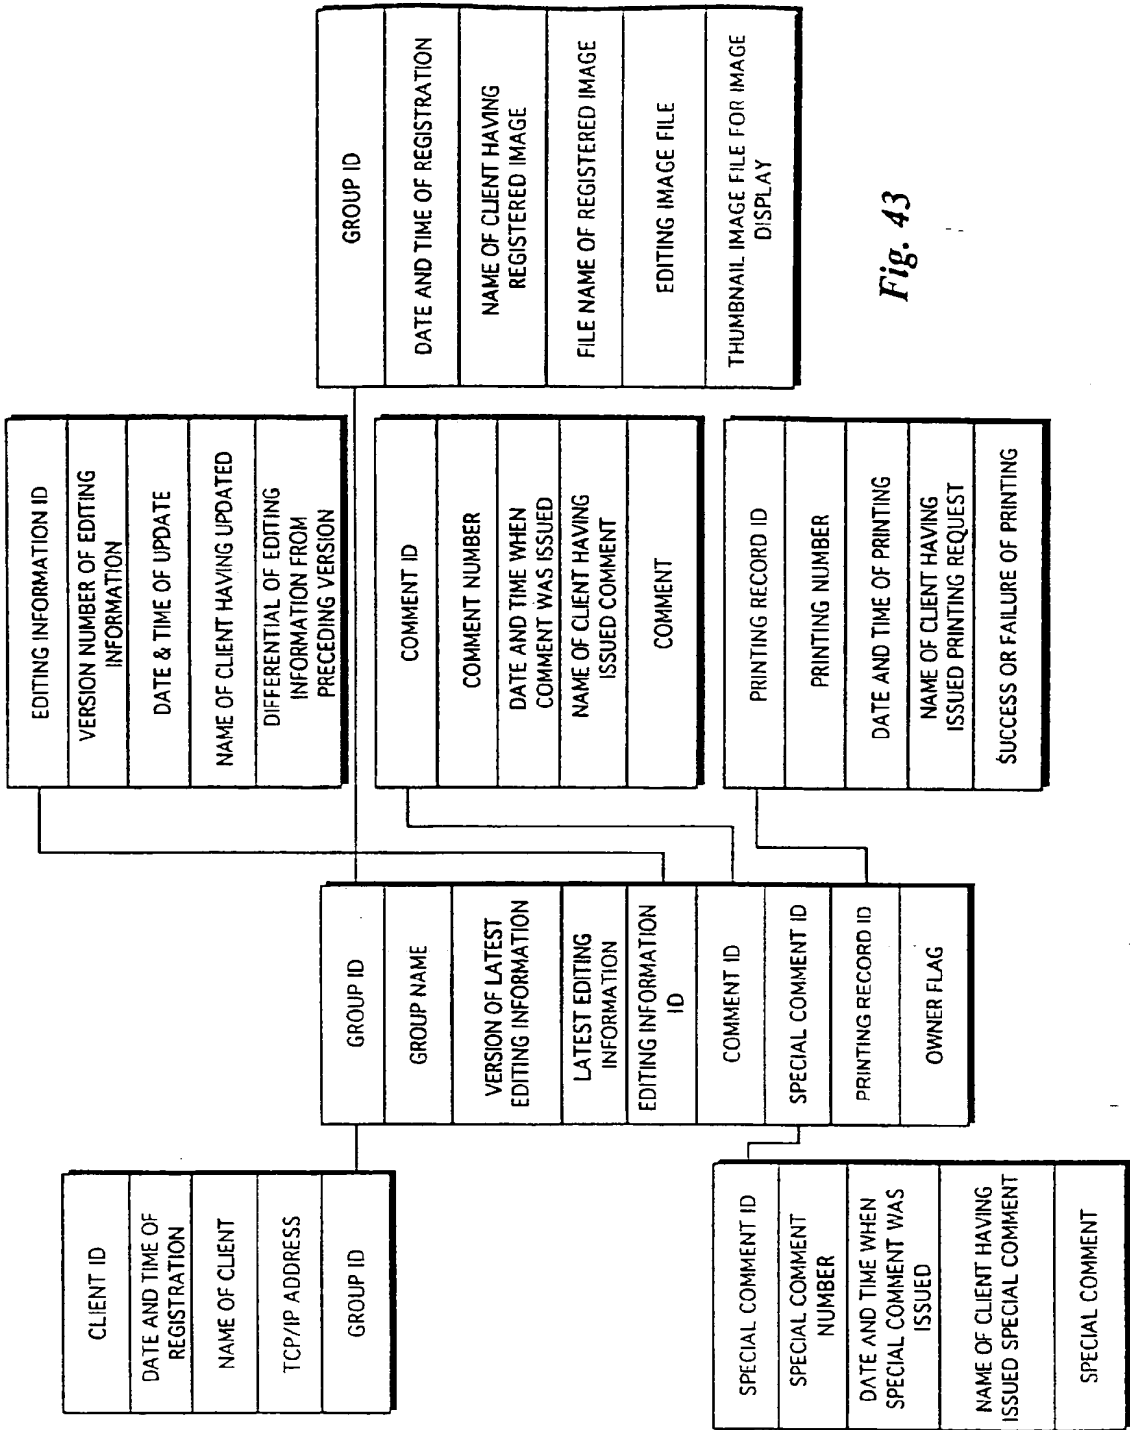 CLIENT ID
DATE AND TIME OF
REGISTRATION
NAME OF CLIENT
TCP/IP ADDRESS
GROUP ID
SPECIAL COMMENT ID
SPECIAL COMMENT
NUMBER
DATE AND TIME WHEN
SPECIAL COMMENT WAS
ISSUED
NAME OF CLIENT HAVING
ISSUED SPECIAL COMMENT
SPECIAL COMMENT
GROUP ID
GROUP NAME
VERSION OF LATEST
EDITING INFORMATION
LATEST EDITING
INFORMATION
EDITING INFORMATION
ID
COMMENT ID
SPECIAL COMMENT ID
PRINTING RECORD ID
OWNER FLAG
EDITING INFORMATION ID
VERSION NUMBER OF EDITING
INFORMATION
DATE & TIME OF UPDATE
NAME OF CLIENT HAVING UPDATED
DIFFERENTIAL OF EDITING
INFORMATION FROM
PRECEDING VERSION
COMMENT ID
COMMENT NUMBER
DATE AND TIME WHEN
COMMENT WAS ISSUED
NAME OF CLIENT HAVING
ISSUED COMMENT
COMMENT
PRINTING RECORD ID
PRINTING NUMBER
DATE AND TIME OF PRINTING
NAME OF CLIENT HAVING
ISSUED PRINTING REQUEST
SUCCESS OR FAILURE OF PRINTING
GROUP ID
DATE AND TIME OF REGISTRATION
NAME OF CLIENT HAVING
REGISTERED IMAGE
FILE NAME OF REGISTERED IMAGE
EDITING IMAGE FILE
THUMBNAIL IMAGE FILE FOR IMAGE
DISPLAY
Fig. 43